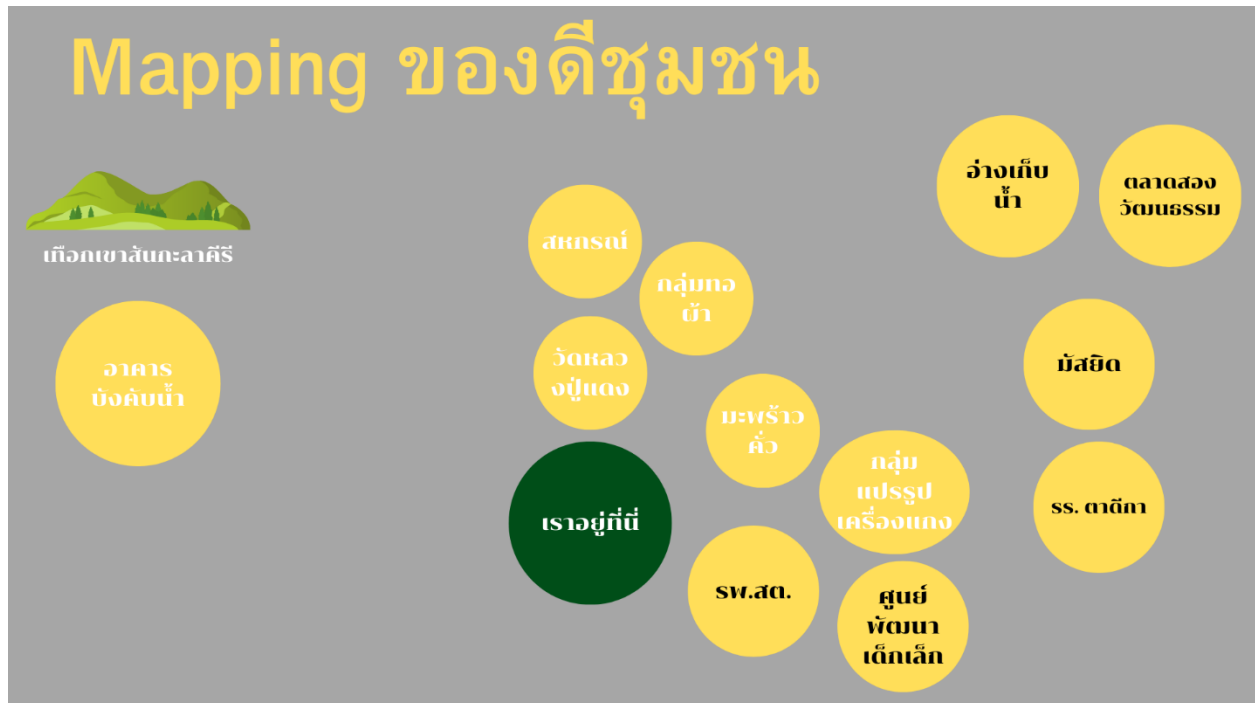 Mapping ของดีชุมชน
อ่างเก็บ
น้ำ
ตลาดสอง
วัฒนธรรม
เทือกเขาสันกะลาคีรี
สหกรณ์
กลุ่มทอ
ผ้า
อาคาร
บังคับน้ำ
วัดหลว
งปู่แดง
มัสยิด
มะพร้าว
คั่ว
กลุ่ม
แปรรูป
เครื่องแกง
เราอยู่ที่นี่
รร. ตาดีกา
รพ.สต.
ศูนย์
พัฒนา
เด็กเล็ก